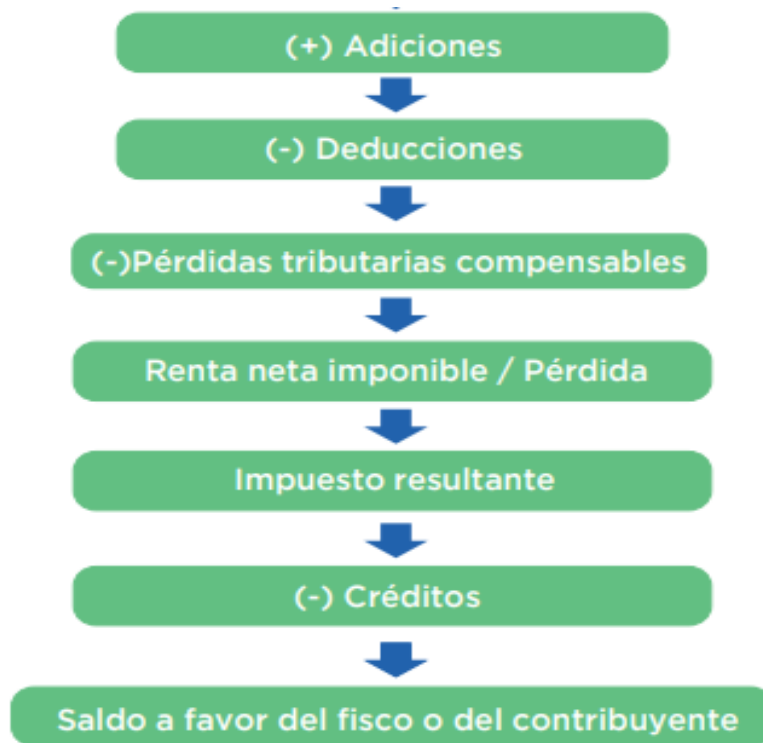 (+) Adiciones
(-) Deducciones
(-)Pérdidas tributarias compensables
Renta neta imponible / Pérdida
Impuesto resultante
(-) Créditos
Saldo a favor del fisco o del contribuyente